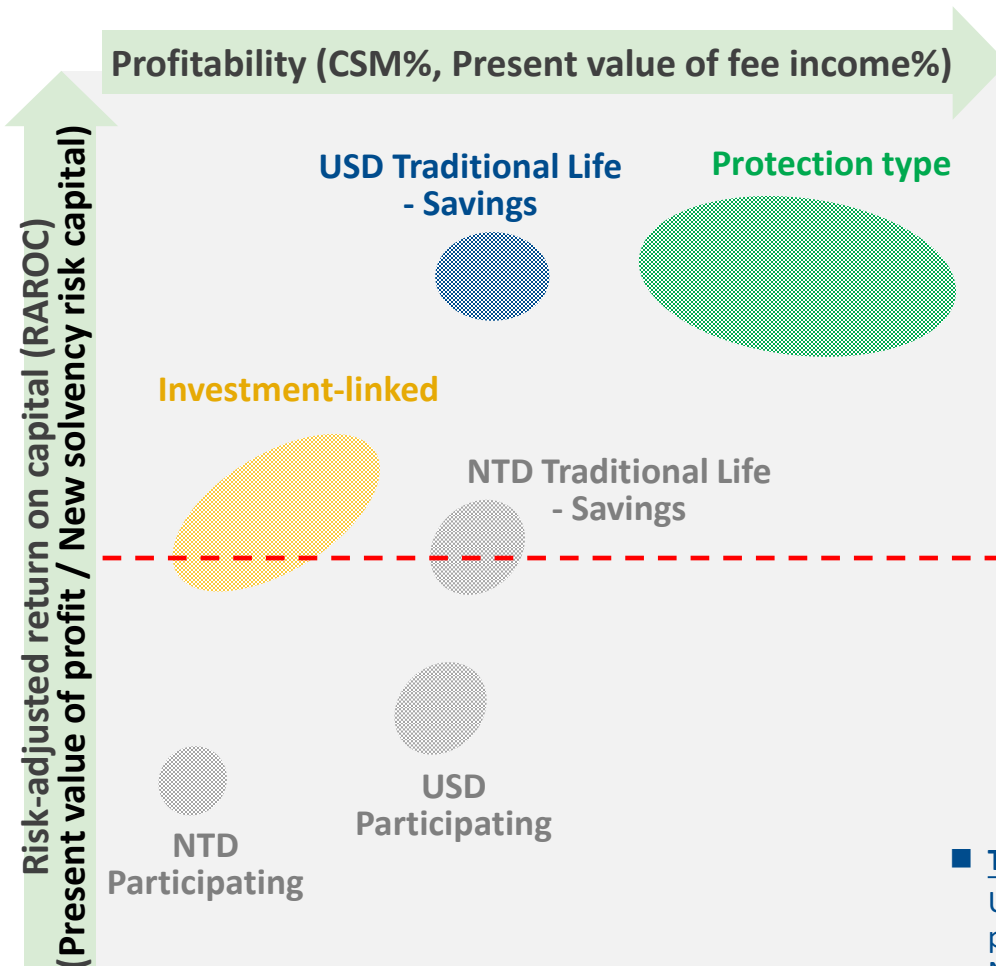 Profitability (CSM%, Present value of fee income%)
Risk-adjusted return on capital (RAROC)
(Present value of profit / New solvency risk capital)
USD Traditional Life
- Savings
Protection type
Investment-linked
NTD Traditional Life
- Savings
USD
Participating
NTD
Participating